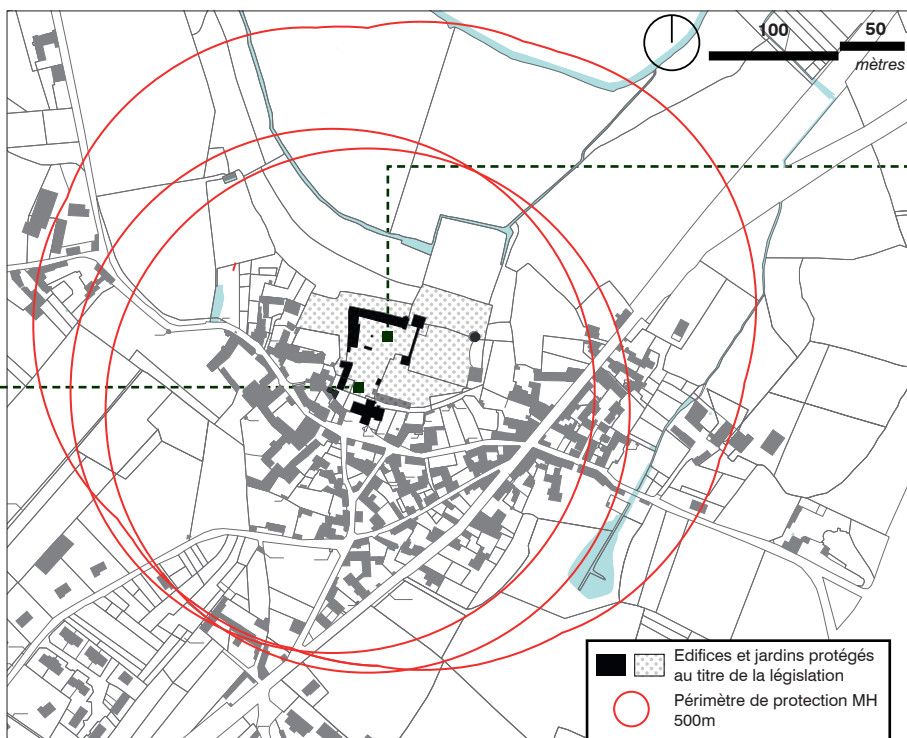 100 50
mètres
Edifices et jardins protégés
au titre de la législation
Périmètre de protection MH
500m